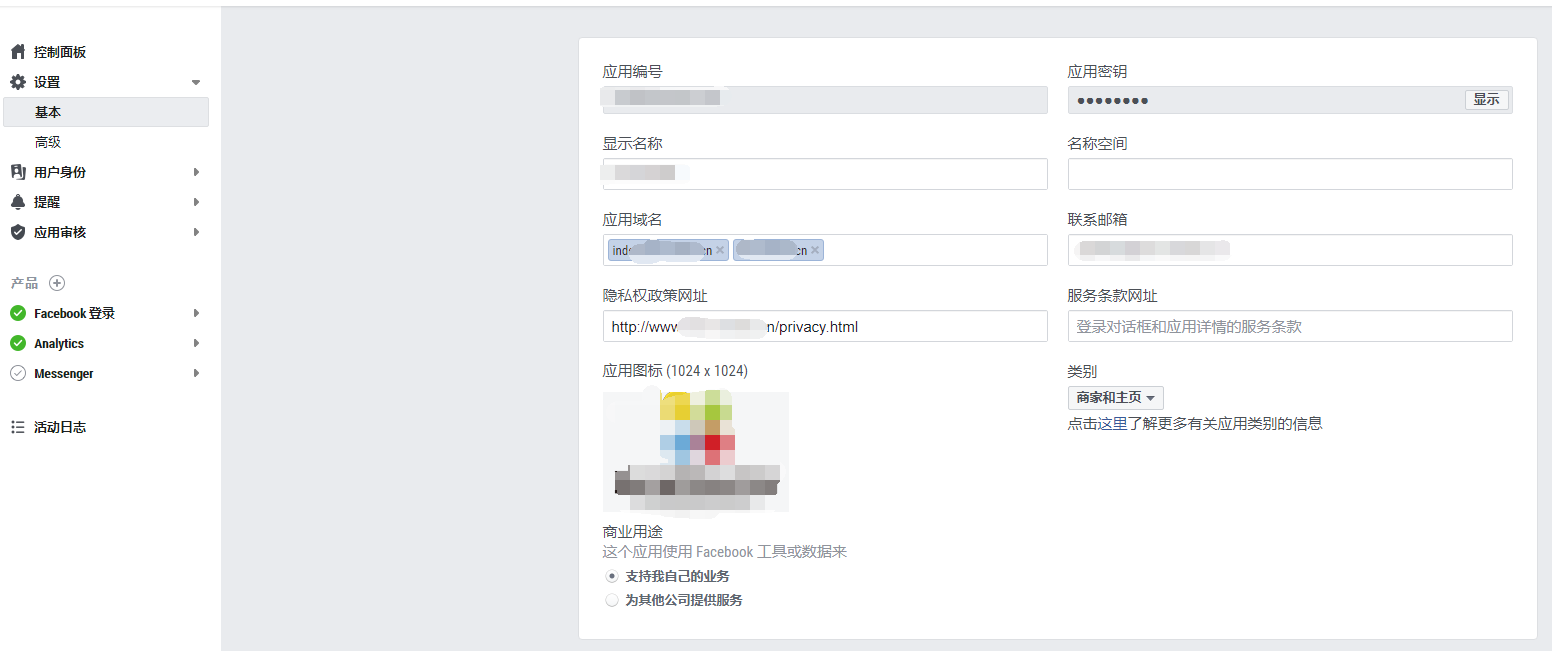 控制面板
设置
基本
高级
用户身份
提醒
应用审核
产品
Facebook 登录
Analytics
Messenger
活动日志
应用编号
应用密钥
显示
显示名称
名称空间
应用域名
联系邮箱
cn
隐私权政策网址
服务条款网址
http://www n/privacy.html
登录对话框和应用详情的服务条款
应用图标 (1024 x 1024)
类别
商家和主页
点击这里了解更多有关应用类别的信息
商业用途
这个应用使用 Facebook 工具或数据来
支持我自己的业务
为其他公司提供服务